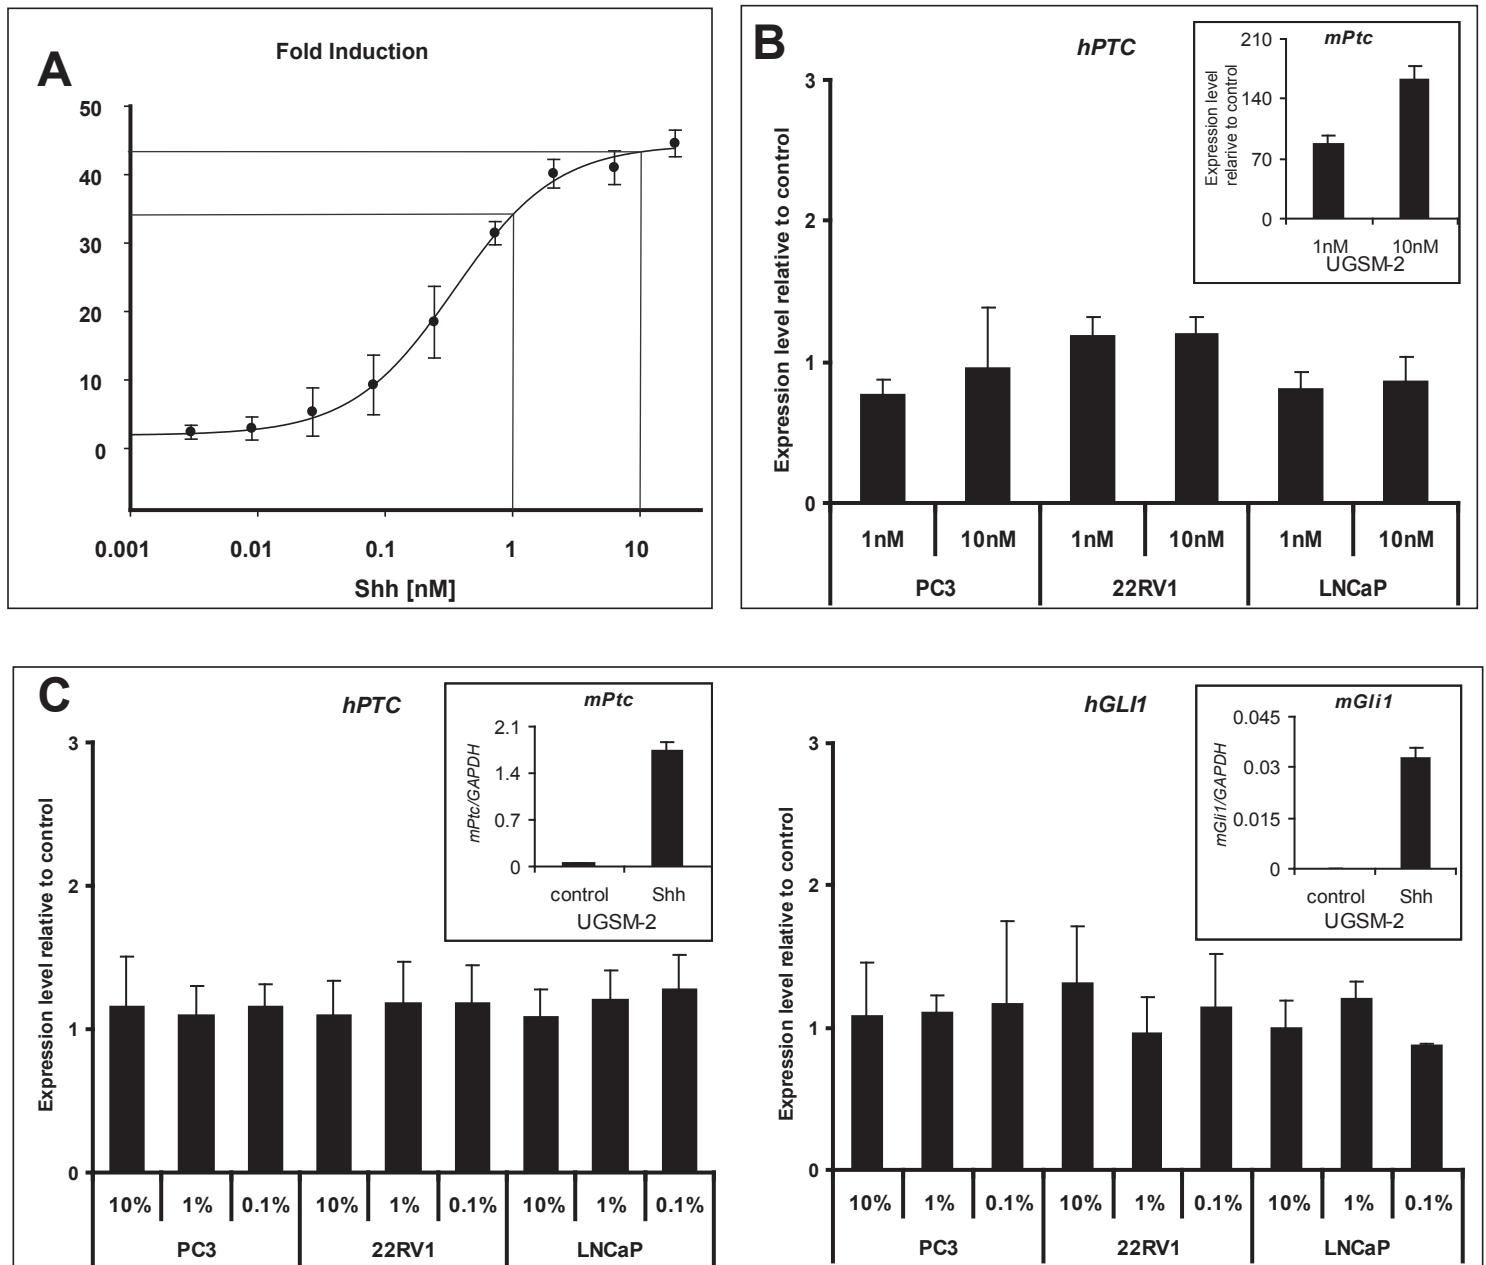 A
Fold Induction
50
40
30
20
10
0
0.001 0.01 0.1 1 10
Shh [nM]
B
hPTC
Expression level relative to control
3
2
1
0
1nM 10nM 1nM 10nM 1nM 10nM
PC3 22RV1 LNCaP
mPtc
Expression level
relarive to control
210
140
70
0
1nM 10nM
UGSM-2
C
hPTC
Expression level relative to control
3
2
1
0
10% 1% 0.1% 10% 1% 0.1% 10% 1% 0.1%
PC3 22RV1 LNCaP
mPtc
mPtc/GAPDH
2.1
1.4
0.7
0
control Shh
UGSM-2
hGLI1
Expression level relative to control
3
2
1
0
10% 1% 0.1% 10% 1% 0.1% 10% 1% 0.1%
PC3 22RV1 LNCaP
mGli1
mGli1/GAPDH
0.045
0.03
0.015
0
control Shh
UGSM-2